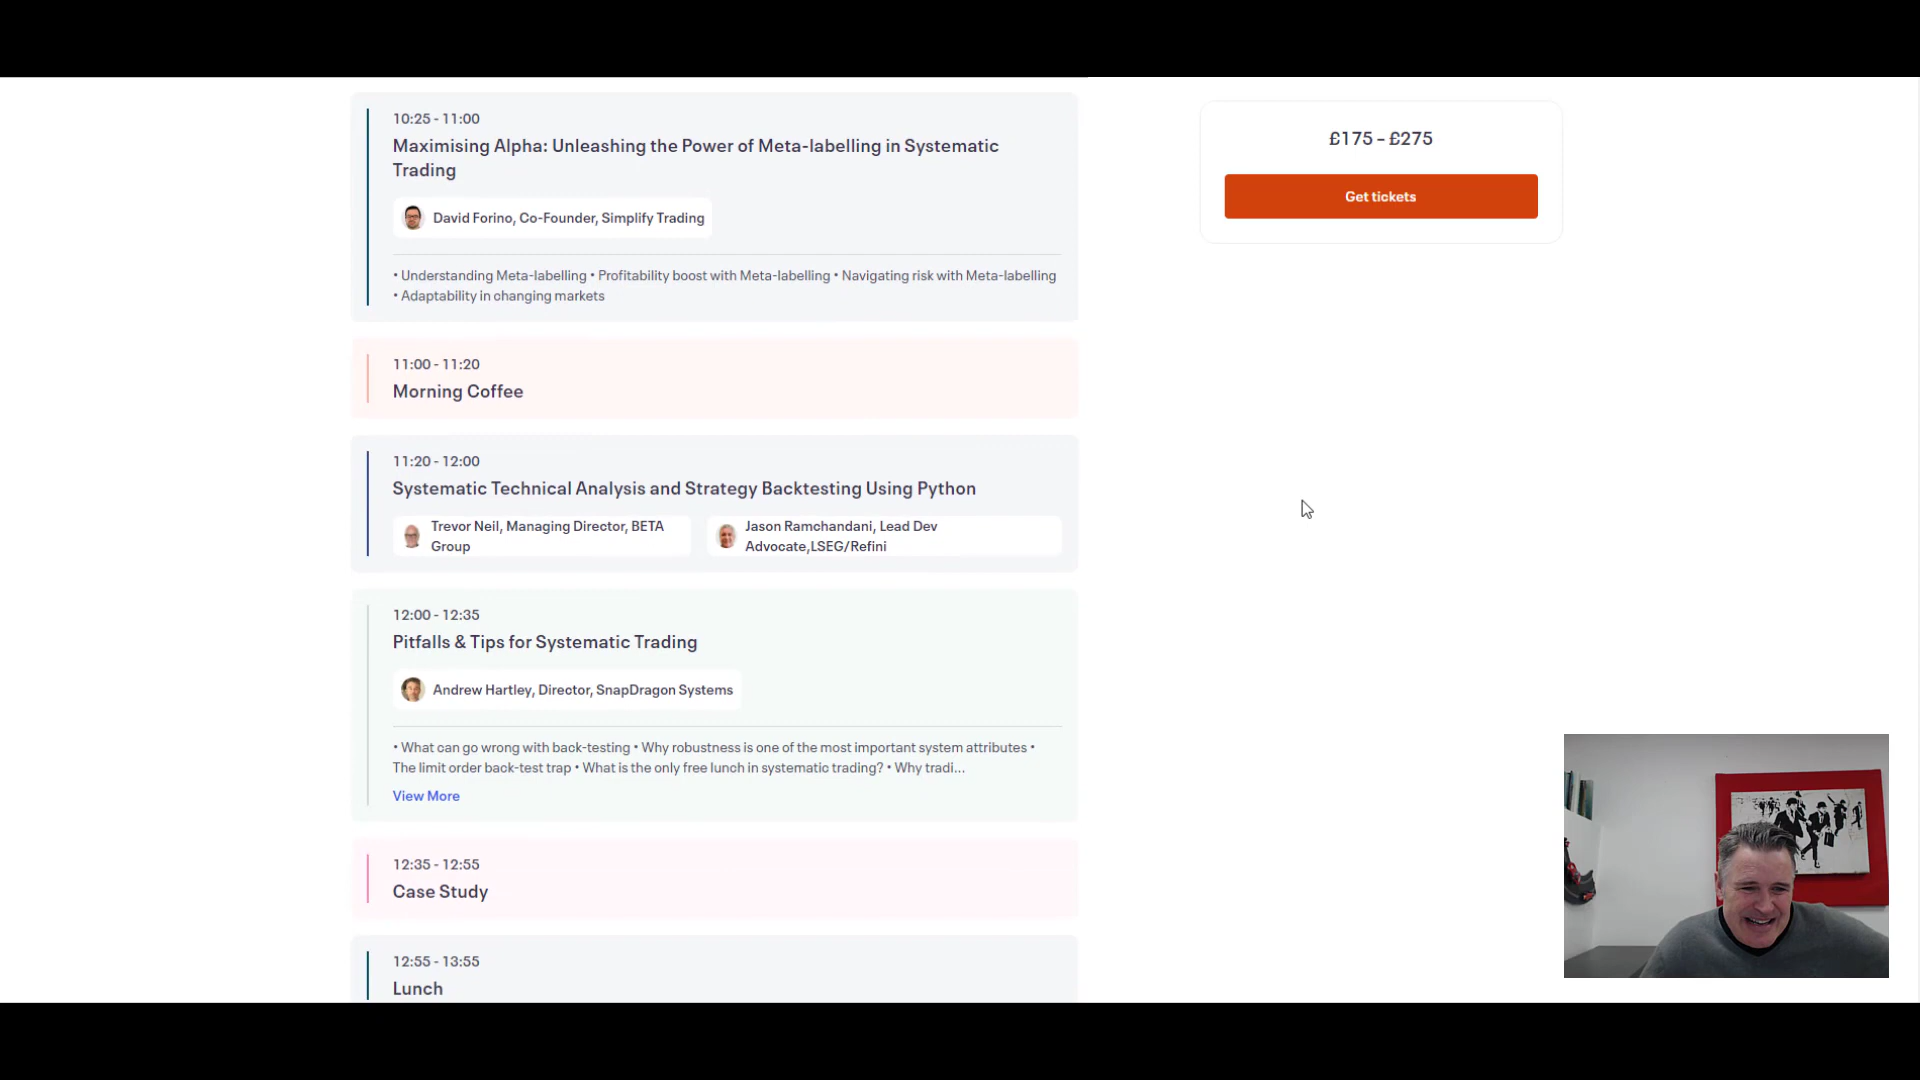 10:25 - 11:00
Maximising Alpha: Unleashing the Power of Meta-labelling in Systematic
Trading
David Forino, Co-Founder, Simplify Trading
• Understanding Meta-labelling • Profitability boost with Meta-labelling • Navigating risk with Meta-labelling
• Adaptability in changing markets
11:00 - 11:20
Morning Coffee
11:20 - 12:00
Systematic Technical Analysis and Strategy Backtesting Using Python
Trevor Neil, Managing Director, BETA
Group
Jason Ramchandani, Lead Dev
Advocate,LSEG/Refini
12:00 - 12:35
Pitfalls & Tips for Systematic Trading
Andrew Hartley, Director, SnapDragon Systems
• What can go wrong with back-testing • Why robustness is one of the most important system attributes •
The limit order back-test trap • What is the only free lunch in systematic trading? • Why tradi...
View More
12:35 - 12:55
Case Study
12:55 - 13:55
Lunch
£175 – £275
Get tickets